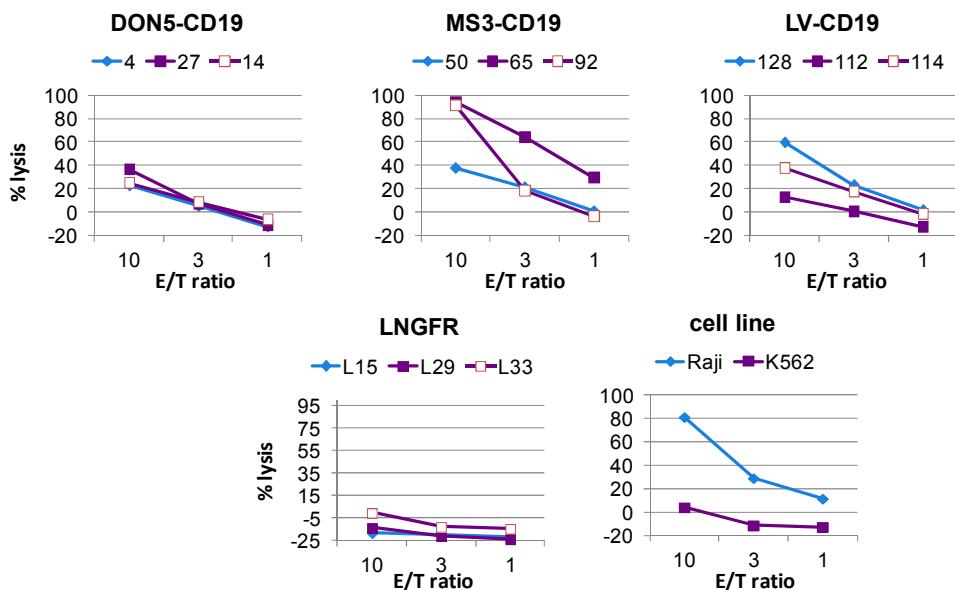 DON5-CD19
4 27 14
100
80
60
40
20
0
-20
% lysis
10 3 1
E/T ratio
MS3-CD19
50 65 92
100
80
60
40
20
0
-20
10 3 1
E/T ratio
LV-CD19
128 112 114
100
80
60
40
20
0
-20
10 3 1
E/T ratio
LNGFR
L15 L29 L33
95
75
55
35
15
-5
-25
% lysis
10 3 1
E/T ratio
cell line
Raji K562
100
80
60
40
20
0
-20
10 3 1
E/T ratio